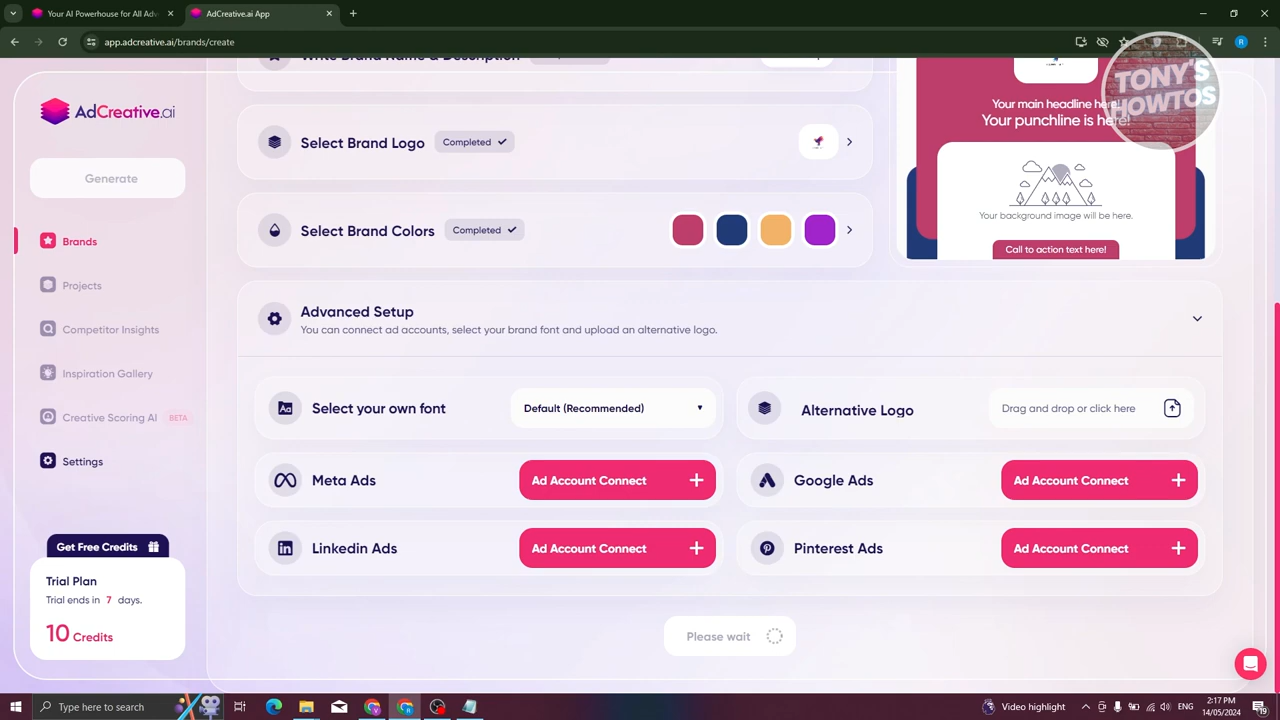 Your AI Powerhouse for All Adv
AdCreative.ai App
app.adcreative.ai/brands/create
TONY'S
HOWTOS
AdCreative.ai
Generate
Brands
Projects
Competitor Insights
Inspiration Gallery
Creative Scoring AI BETA
Settings
Get Free Credits
Trial Plan
Trial ends in 7 days.
10 Credits
Write Brand Name & Description
Select Brand Logo Completed
Select Brand Colors Completed
Your main headline here!
Your punchline is here!
Your background image will be here.
Call to action text here!
Advanced Setup
You can connect ad accounts, select your brand font and upload an alternative logo.
Select your own font Default (Recommended)
Alternative Logo Drag and drop or click here
Meta Ads Ad Account Connect
Google Ads Ad Account Connect
Linkedin Ads Ad Account Connect
Pinterest Ads Ad Account Connect
Please wait
Type here to search
Video highlight
ENG
2:17 PM
14/05/2024
19